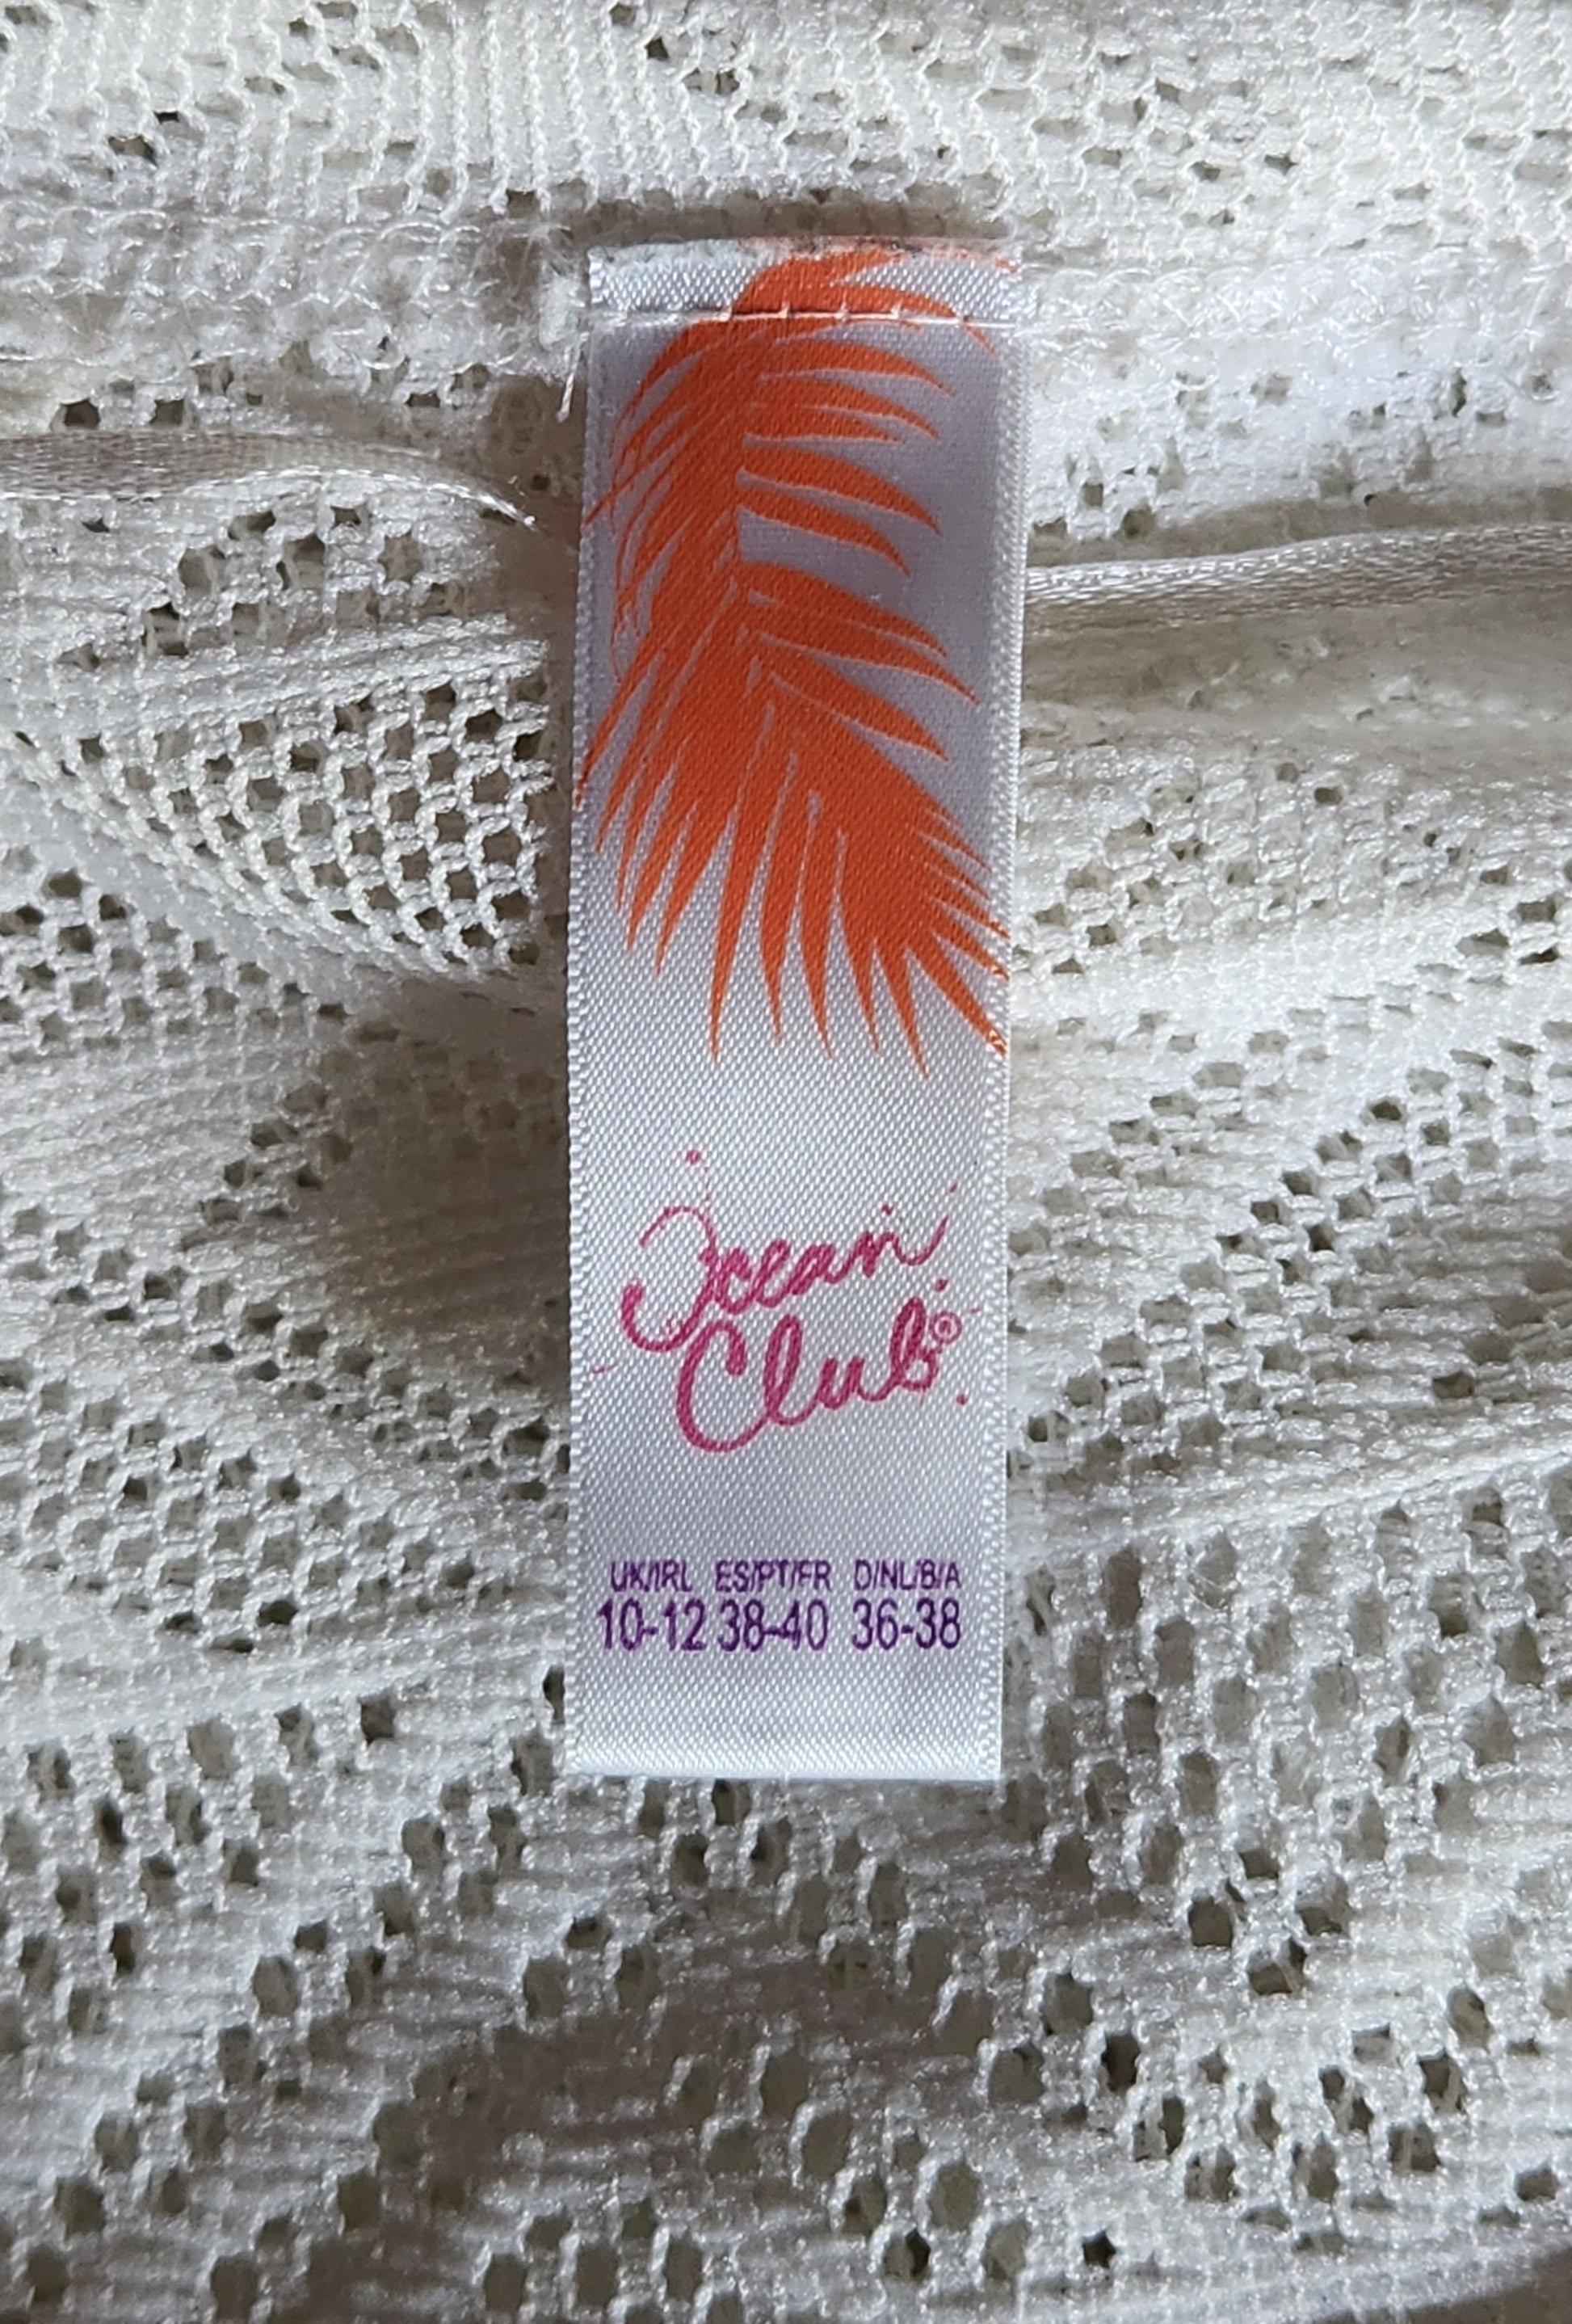 Ocean
Club®
UK/IRL ES/PT/FR D/NL/B/A
10-12 38-40 36-38